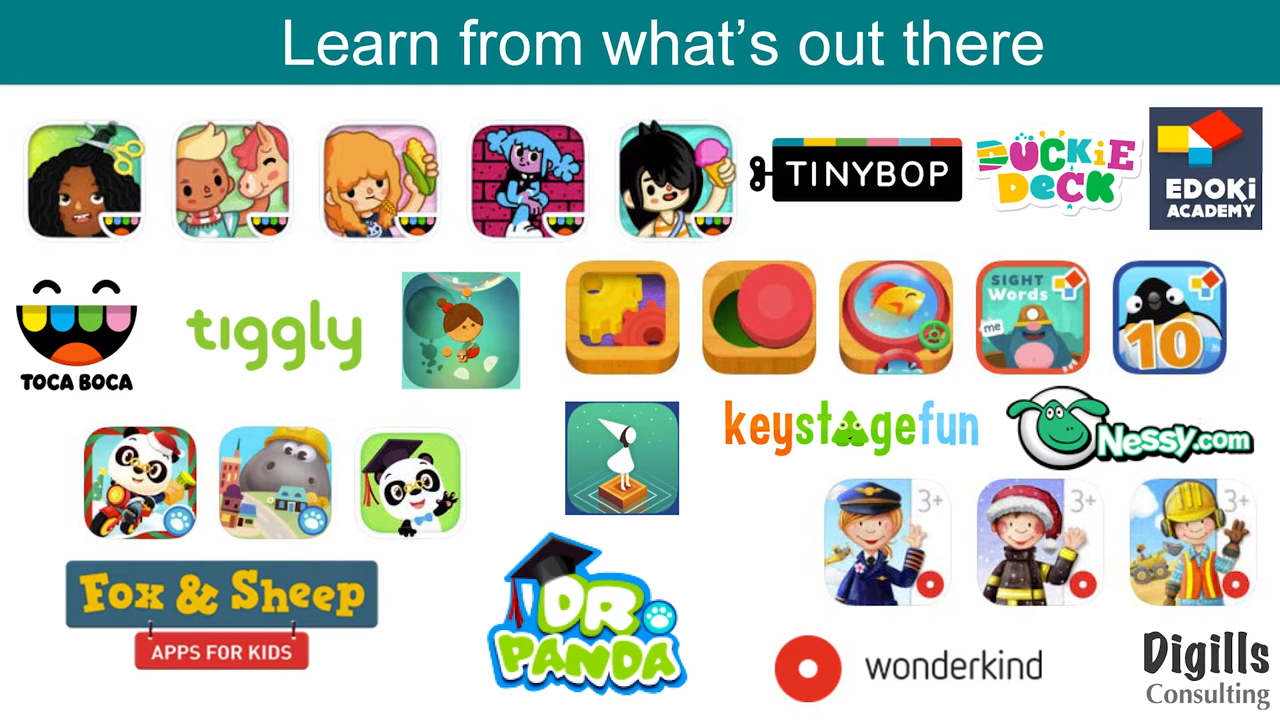 Learn from what's out there
TINYBOP
DUCKiE
DeCK
EDOKi
ACADEMY
TOCA BOCA
tiggly
SIGHT
Words
me
10
keystagefun
Nessy.com
3+
3+
3+
Fox & Sheep
APPS FOR KIDS
DR.
PANDA
wonderkind
Digills
Consulting